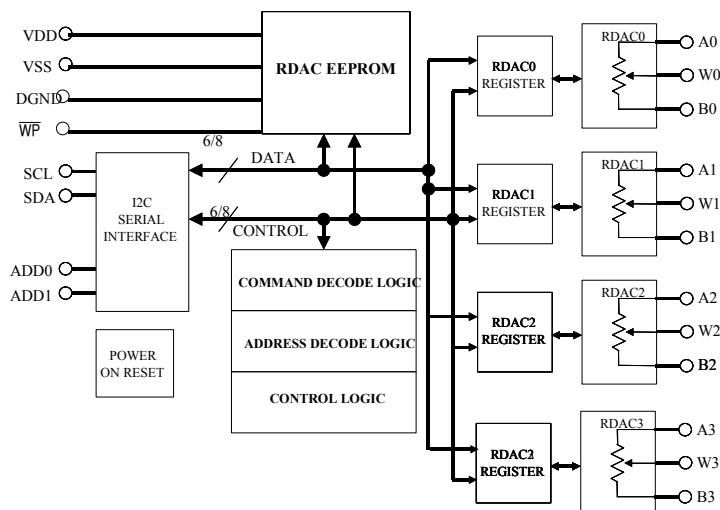 VDD
VSS
DGND
WP
RDAC EEPROM
6/8
DATA
SCL
SDA
I2C
SERIAL
INTERFACE
6/8
CONTROL
ADD0
ADD1
POWER
ON RESET
COMMAND DECODE LOGIC
ADDRESS DECODE LOGIC
CONTROL LOGIC
RDAC0
REGISTER
RDAC0
A0
W0
B0
RDAC1
REGISTER
RDAC1
A1
W1
B1
RDAC2
REGISTER
RDAC2
A2
W2
B2
RDAC2
REGISTER
RDAC3
A3
W3
B3